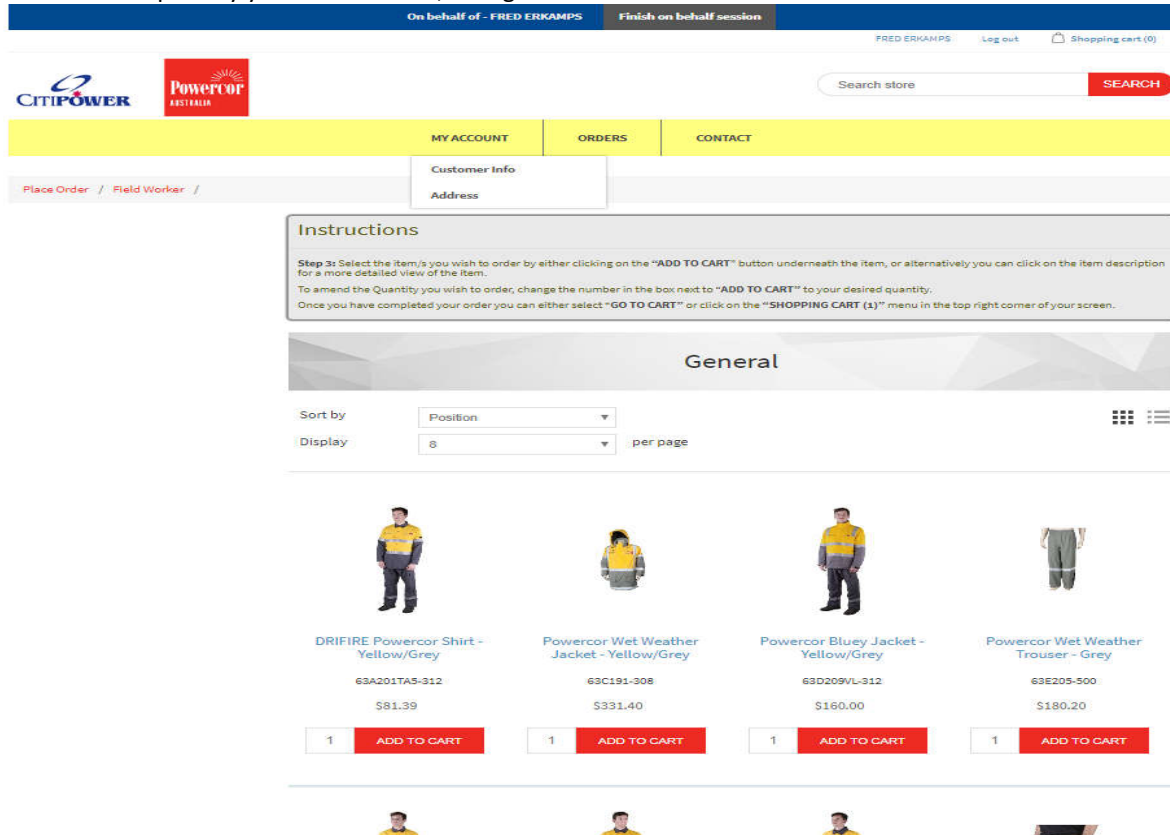 On behalf of - FRED ERKAMPS Finish on behalf session
FRED ERKAMPS Log out Shopping cart (0)
CITIPOWER Powercor
AUSTRALIA
Search store SEARCH
MY ACCOUNT ORDERS CONTACT
Customer Info
Place Order / Field Worker /
Address
Instructions
Step 3: Select the item/s you wish to order by either clicking on the "ADD TO CART" button underneath the item, or alternatively you can click on the item description
for a more detailed view of the item.
To amend the Quantity you wish to order, change the number in the box next to "ADD TO CART" to your desired quantity.
Once you have completed your order you can either select "GO TO CART" or click on the "SHOPPING CART (1)" menu in the top right corner of your screen.
General
Sort by Position
Display 8 per page
DRIFIRE Powercor Shirt - Powercor Wet Weather Powercor Bluey Jacket - Powercor Wet Weather
Yellow/Grey Jacket - Yellow/Grey Yellow/Grey Trouser - Grey
63A201TA5-312 63C191-308 63D209VL-312 63E205-500
$81.39 $331.40 $160.00 $180.20
1 ADD TO CART 1 ADD TO CART 1 ADD TO CART 1 ADD TO CART